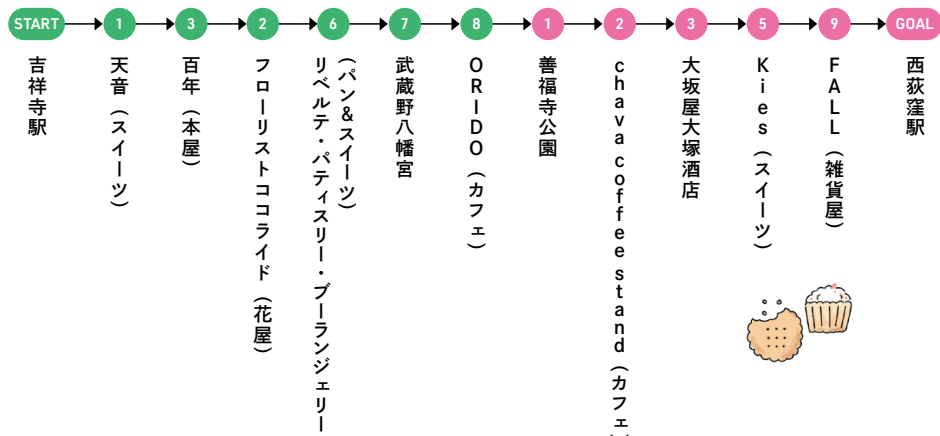 START
1
3
2
6
7
8
1
2
3
5
9
GOAL
吉祥寺駅
天音（スイーツ）
百年（本屋）
フローリストココライド（花屋）
リベルテ・パティスリー・ブーランジェリー
（パン＆スイーツ）
武蔵野八幡宮
ORIDO（カフェ）
善福寺公園
chava coffee stand（カフェ）
大坂屋大塚酒店
Kies（スイーツ）
FALL（雑貨屋）
西荻窪駅